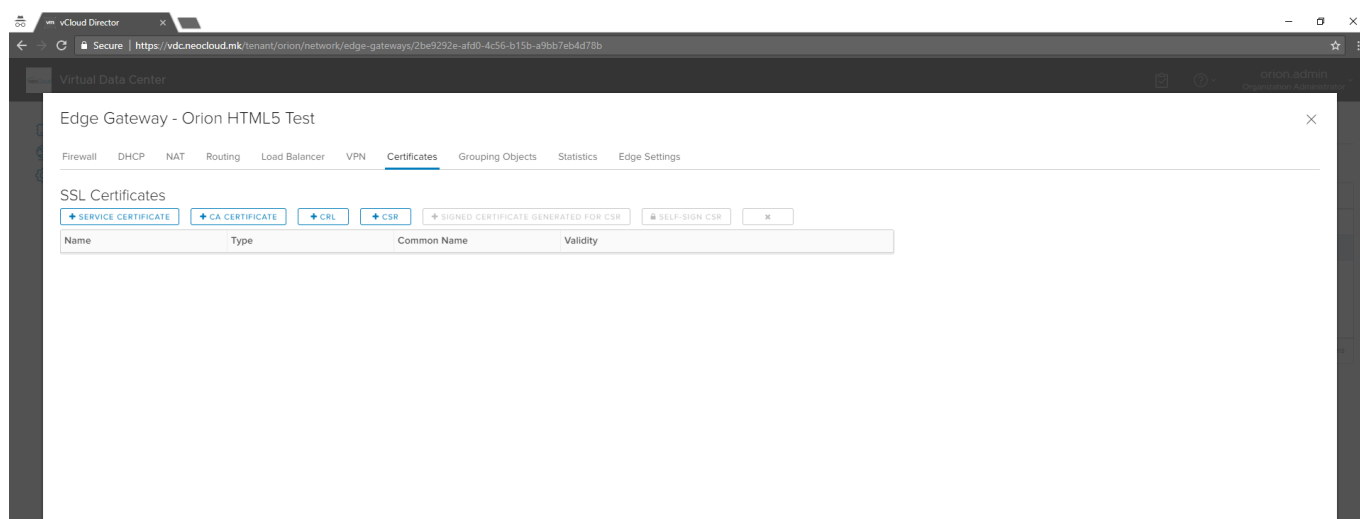 vCloud Director
Secure | https://vdc.neocloud.mk/tenant/orion/network/edge-gateways/2be9292e-afd0-4c56-b15b-a9bb7eb4d78b
Virtual Data Center
orion.admin
Organization Administrator
Edge Gateway - Orion HTML5 Test
Firewall DHCP NAT Routing Load Balancer VPN Certificates Grouping Objects Statistics Edge Settings
SSL Certificates
+ SERVICE CERTIFICATE + CA CERTIFICATE + CRL + CSR + SIGNED CERTIFICATE GENERATED FOR CSR SELF-SIGN CSR
Name Type Common Name Validity